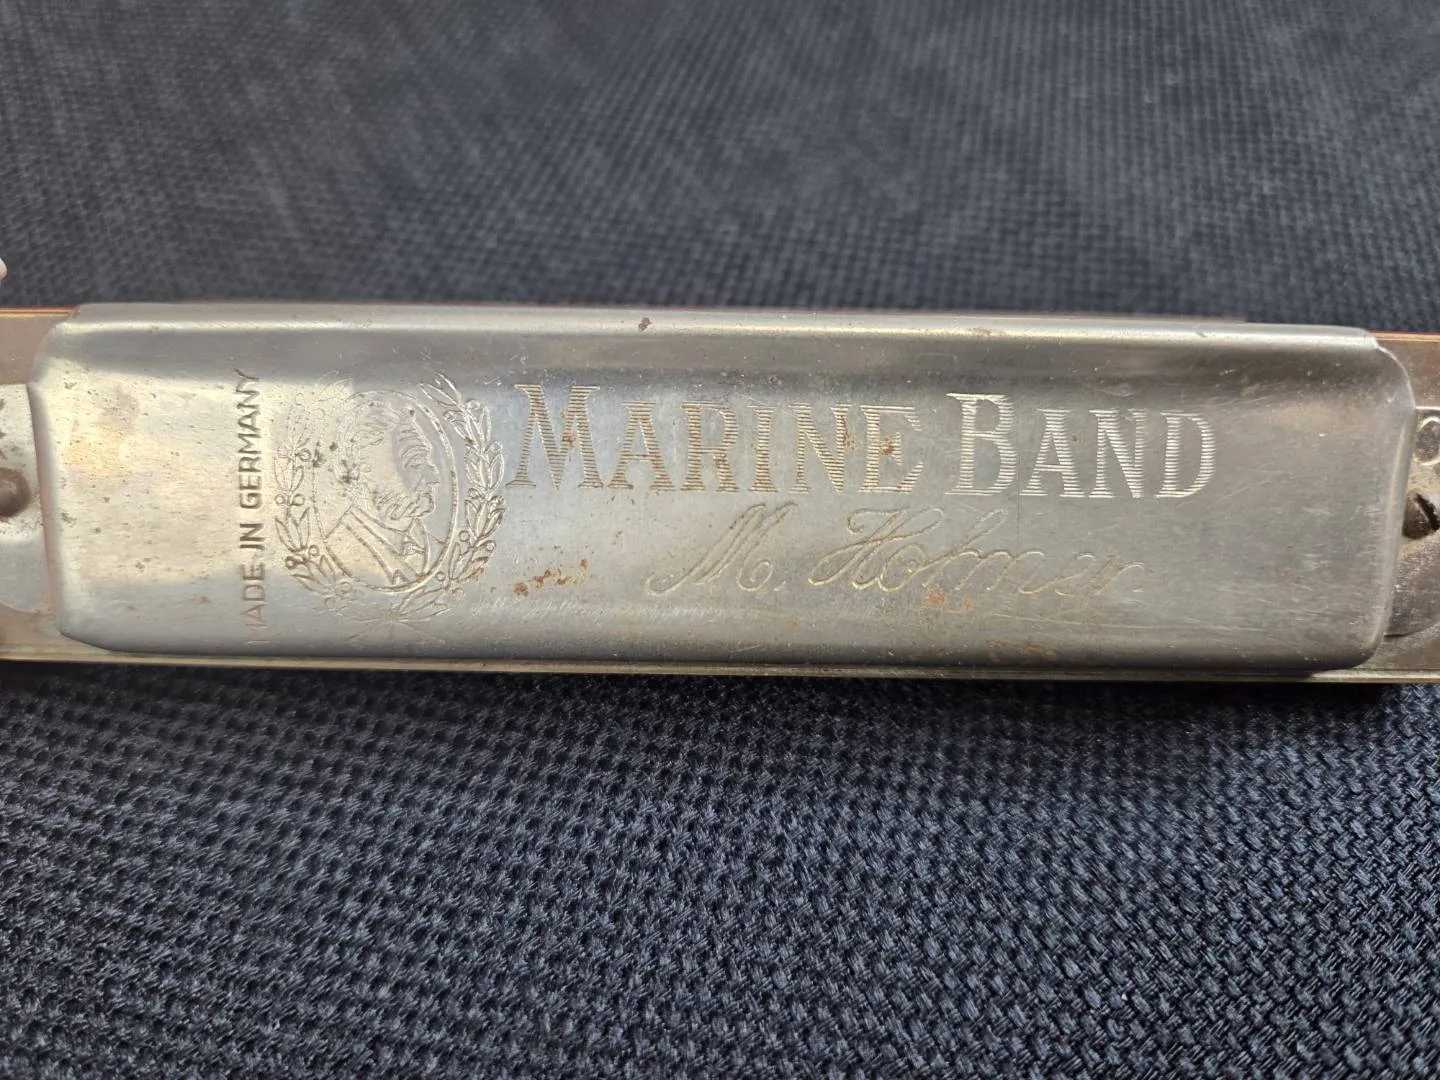 MADE IN GERMANY
MARINE BAND
M. Hohner